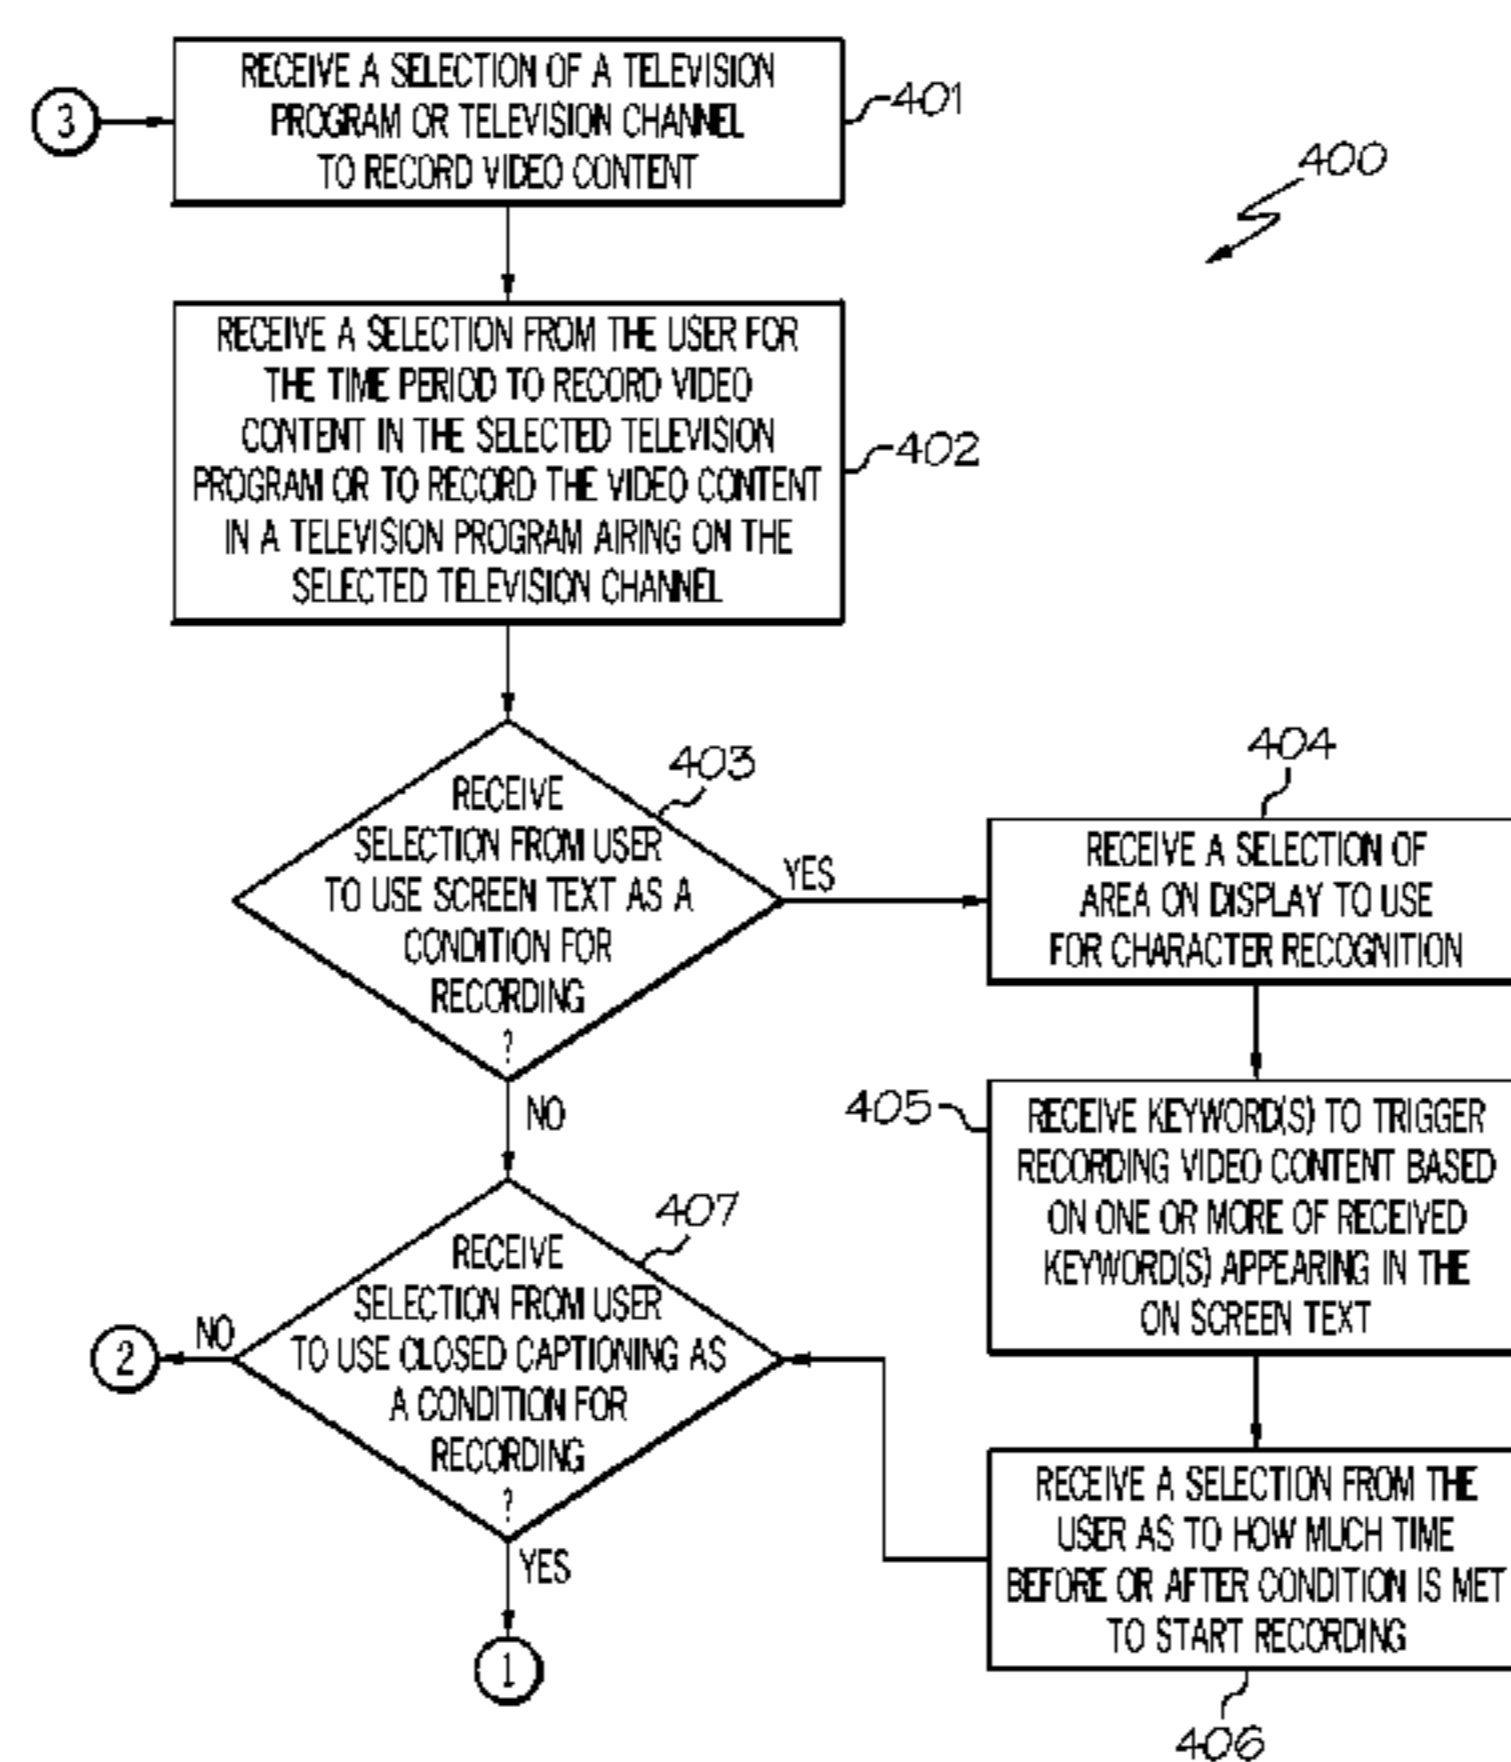 3
RECEIVE A SELECTION OF A TELEVISION
PROGRAM OR TELEVISION CHANNEL
TO RECORD VIDEO CONTENT
401
400
RECEIVE A SELECTION FROM THE USER FOR
THE TIME PERIOD TO RECORD VIDEO
CONTENT IN THE SELECTED TELEVISION
PROGRAM OR TO RECORD THE VIDEO CONTENT
IN A TELEVISION PROGRAM AIRING ON THE
SELECTED TELEVISION CHANNEL
402
403
RECEIVE
SELECTION FROM USER
TO USE SCREEN TEXT AS A
CONDITION FOR
RECORDING
?
YES
NO
404
RECEIVE A SELECTION OF
AREA ON DISPLAY TO USE
FOR CHARACTER RECOGNITION
405
RECEIVE KEYWORD(S) TO TRIGGER
RECORDING VIDEO CONTENT BASED
ON ONE OR MORE OF RECEIVED
KEYWORD(S) APPEARING IN THE
ON SCREEN TEXT
407
RECEIVE
SELECTION FROM USER
TO USE CLOSED CAPTIONING AS
A CONDITION FOR
RECORDING
?
NO
2
YES
1
RECEIVE A SELECTION FROM THE
USER AS TO HOW MUCH TIME
BEFORE OR AFTER CONDITION IS MET
TO START RECORDING
406